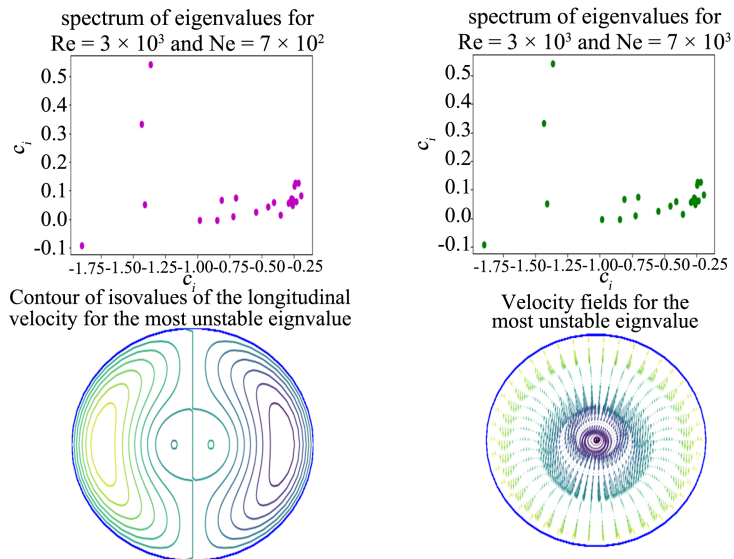 spectrum of eigenvalues for
Re = 3 × 10³ and Ne = 7 × 10²
0.5
0.4
0.3
0.2
0.1
0.0
-0.1
c_i
-1.75-1.50-1.25-1.00-0.75-0.50-0.25
c_i
spectrum of eigenvalues for
Re = 3 × 10³ and Ne = 7 × 10³
0.5
0.4
0.3
0.2
0.1
0.0
-0.1
c_i
-1.75-1.50-1.25-1.00-0.75-0.50-0.25
c_i
Contour of isovalues of the longitudinal
velocity for the most unstable eignvalue
Velocity fields for the
most unstable eignvalue